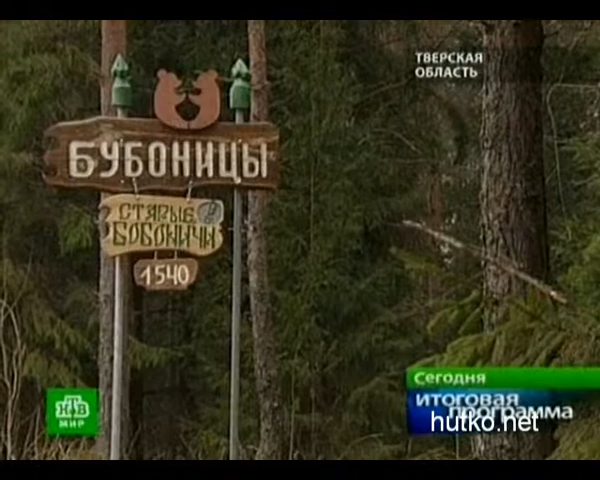 ТВЕРСКАЯ
ОБЛАСТЬ
БУБОНИЦЫ
СТАРЫЕ
БОБОНИЧИ
1540
Сегодня
итоговая
программа
hutko.net
НТВ
МИР